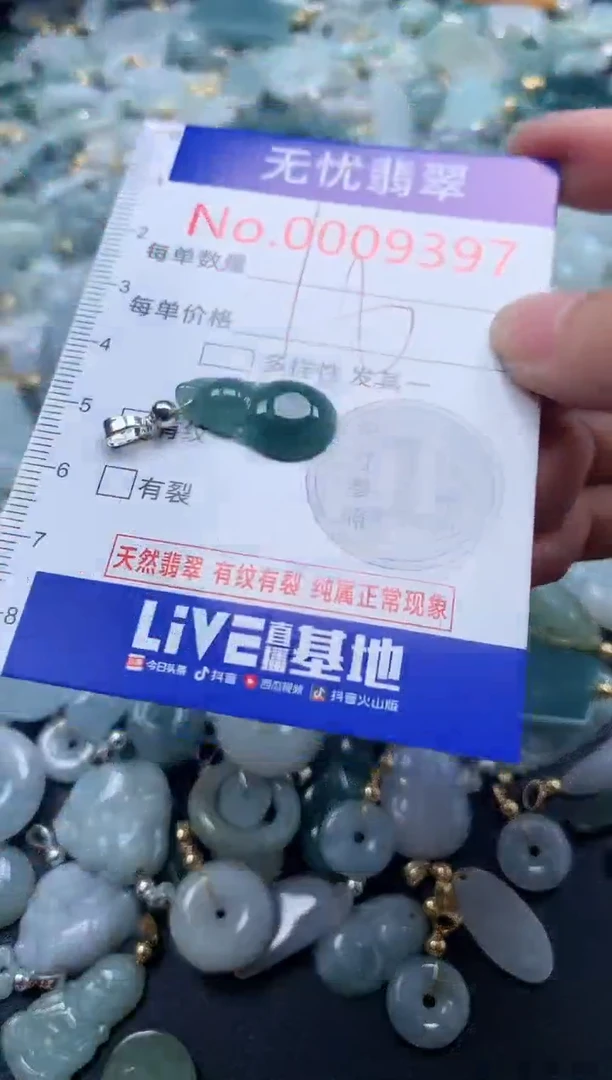 无忧翡翠
No.0009397
每单数量
每单价格
多样性 发其一
有纹
有裂
天然翡翠 有纹有裂 纯属正常现象
LiVE直播基地
今日头条 抖音 西瓜视频 抖音火山版
2
3
4
5
6
7
8